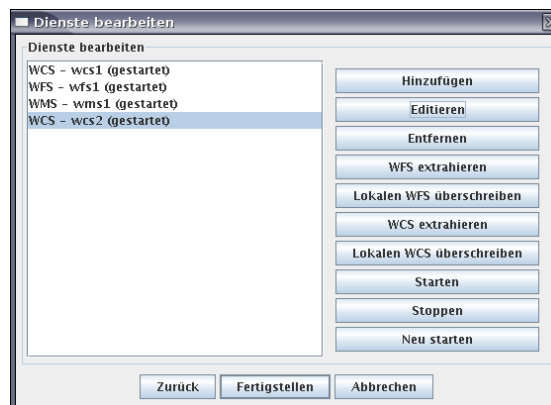 Dienste bearbeiten
Dienste bearbeiten
WCS - wcs1 (gestartet)
WFS - wfs1 (gestartet)
WMS - wms1 (gestartet)
WCS - wcs2 (gestartet)
Hinzufügen
Editieren
Entfernen
WFS extrahieren
Lokalen WFS überschreiben
WCS extrahieren
Lokalen WCS überschreiben
Starten
Stoppen
Neu starten
Zurück Fertigstellen Abbrechen